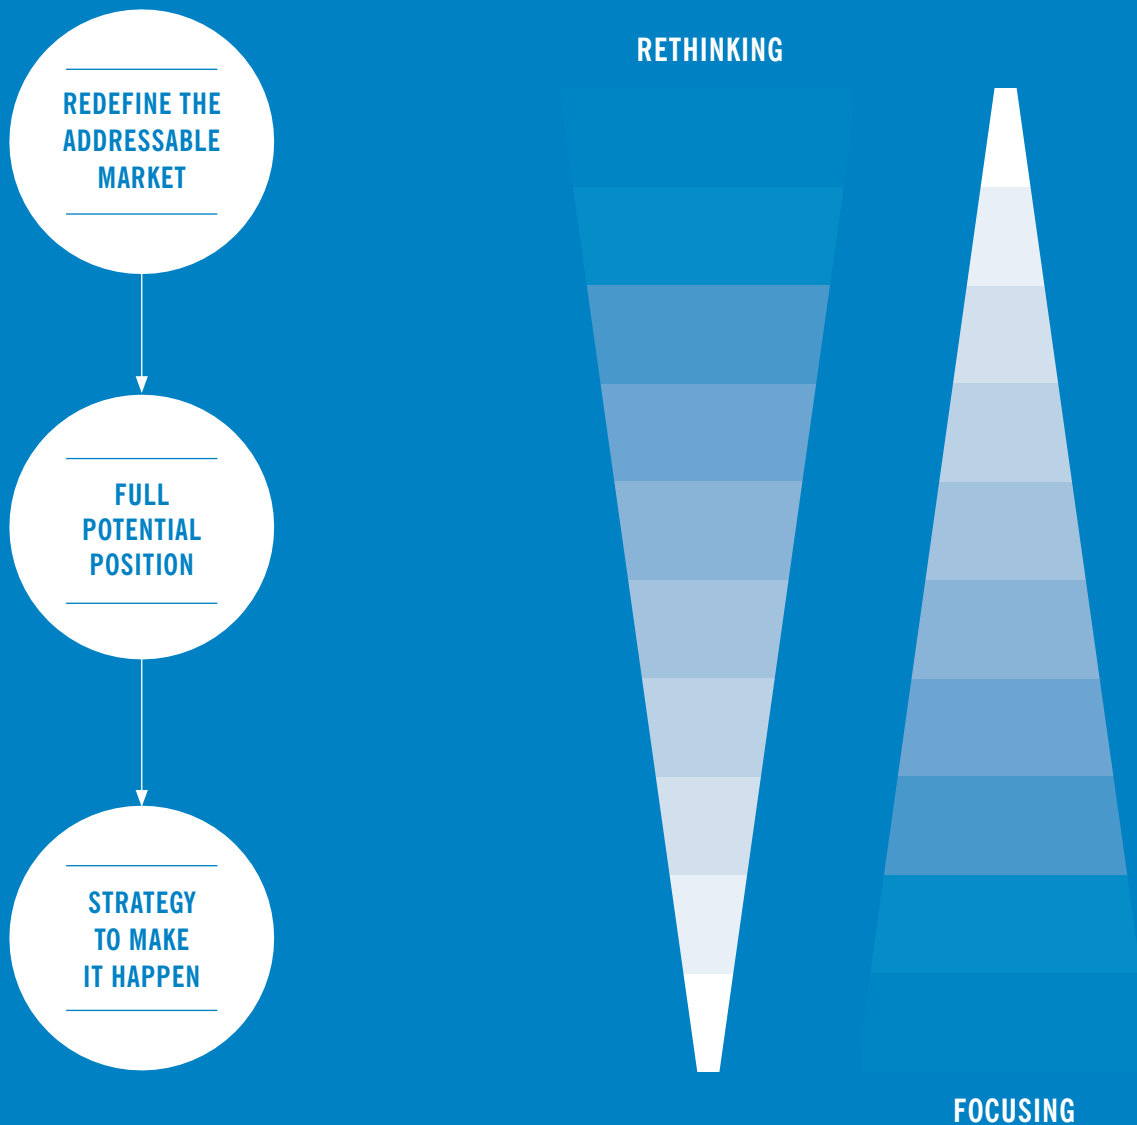 RETHINKING
REDEFINE THE
ADDRESSABLE
MARKET
FULL
POTENTIAL
POSITION
STRATEGY
TO MAKE
IT HAPPEN
FOCUSING